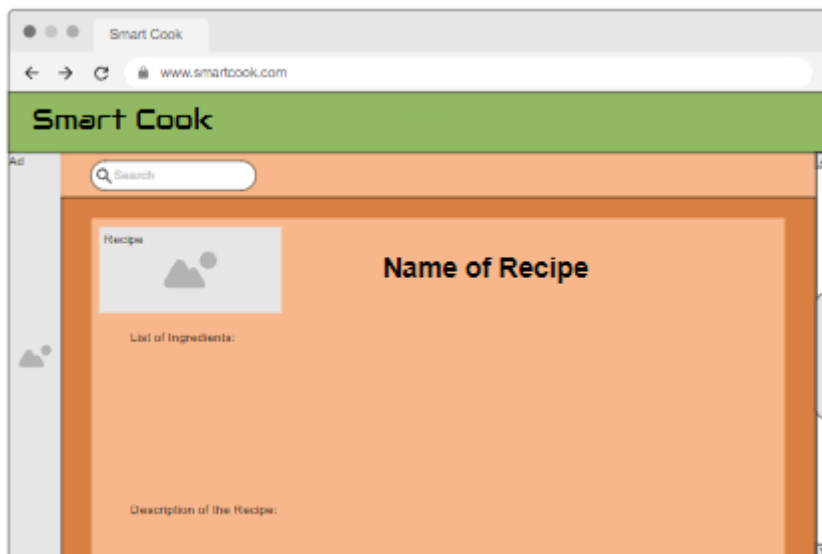 Smart Cook
www.smartcook.com
Smart Cook
Ad
Search
Recipe
Name of Recipe
List of Ingredients:
Description of the Recipe: